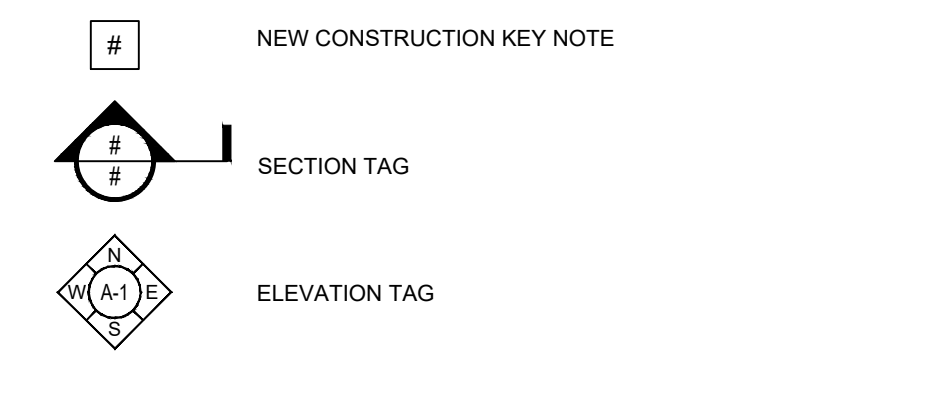 # NEW CONSTRUCTION KEY NOTE
#
#
SECTION TAG
N
W A-1 E
S
ELEVATION TAG